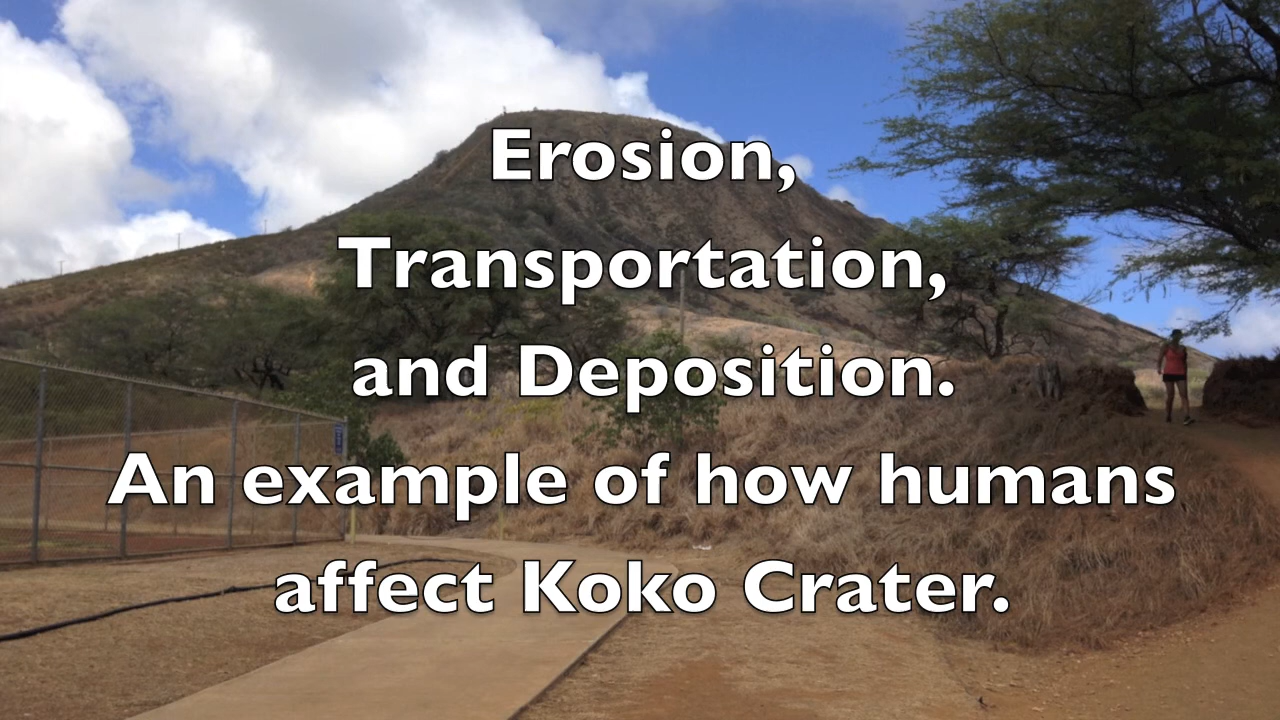 Erosion,
Transportation,
and Deposition.
An example of how humans
affect Koko Crater.